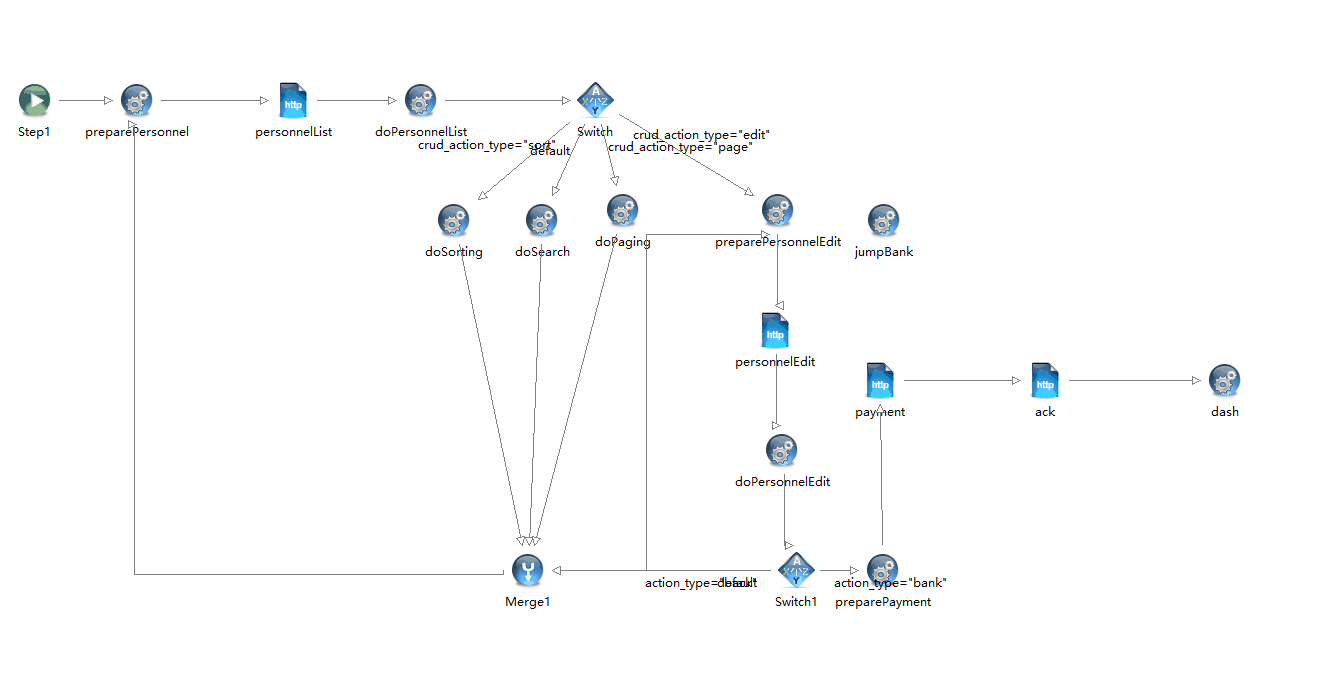 http
Step1
preparePersonnel
personnelList
doPersonnelList
A
Y
Switch
crud_action_type="edit"
crud_action_type="sort"
default
crud_action_type="page"
doSorting
doSearch
doPaging
preparePersonnelEdit
jumpBank
http
personnelEdit
http
http
payment
ack
dash
doPersonnelEdit
A
Y
action_type="back"
default
action_type="bank"
Merge1
Switch1
preparePayment